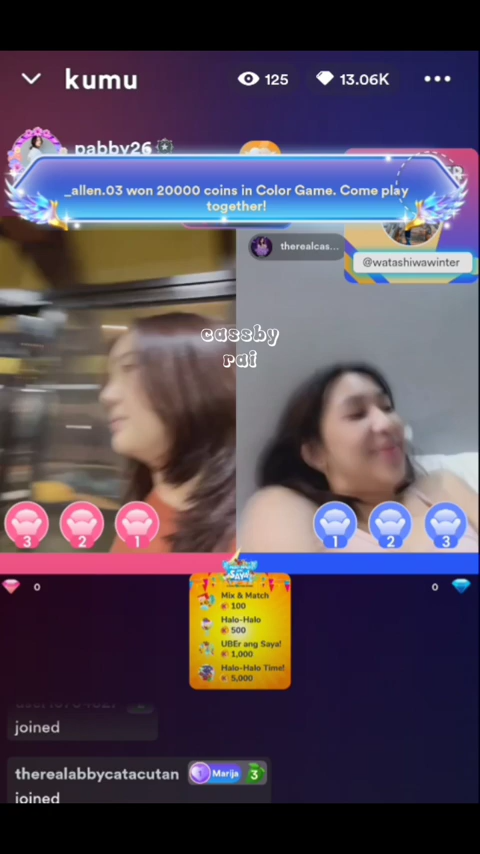 kumu
125
13.06K
pabby26
_allen.03 won 20000 coins in Color Game. Come play
together!
therealcas...
@watashiwawinter
cassby
rai
3 2 1
1 2 3
0
0
Mix & Match
100
Halo-Halo
500
UBEr ang Saya!
1,000
Halo-Halo Time!
5,000
joined
therealabbycatacutan 1 Marija 3
joined